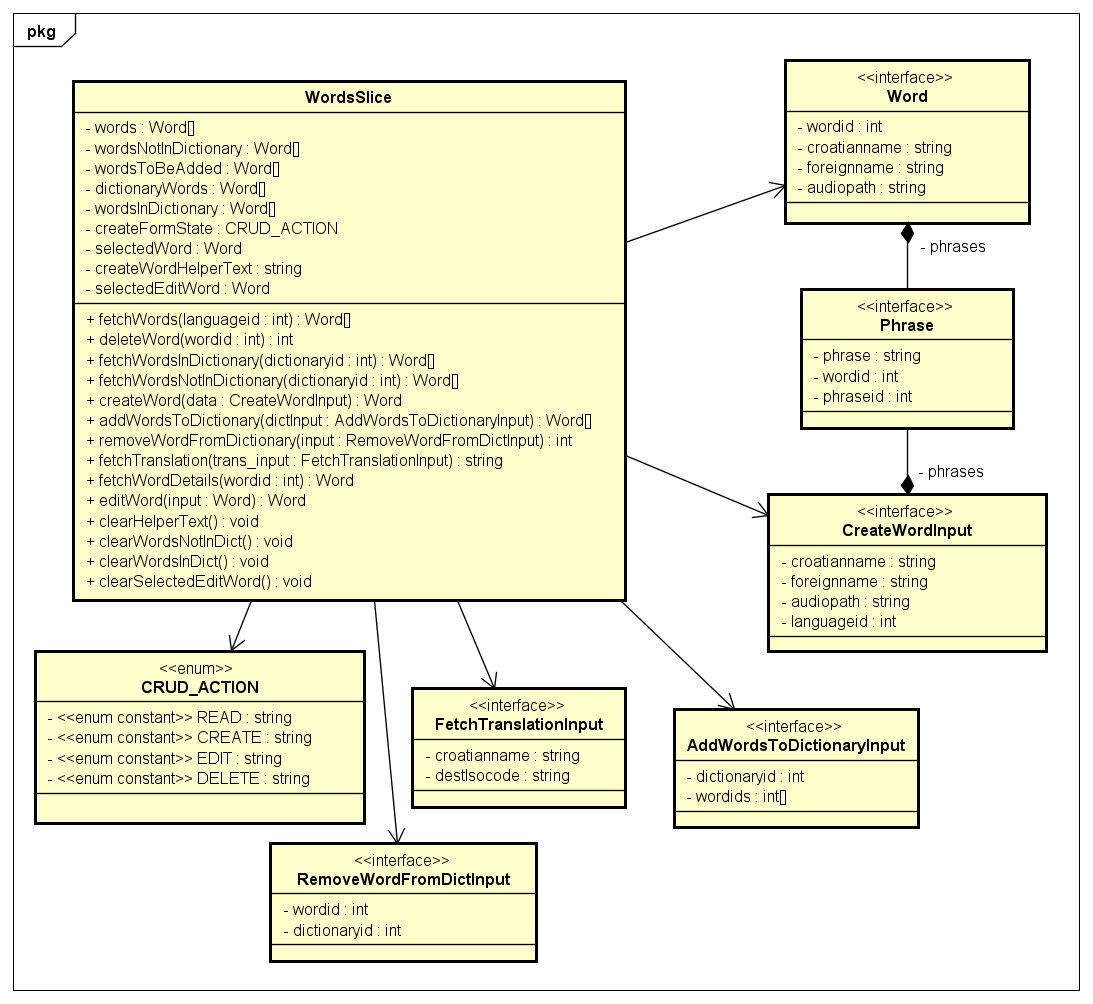 pkg
WordsSlice
- words : Word[]
- wordsNotInDictionary : Word[]
- wordsToBeAdded : Word[]
- dictionaryWords : Word[]
- wordsInDictionary : Word[]
- createFormState : CRUD_ACTION
- selectedWord : Word
- createWordHelperText : string
- selectedEditWord : Word
+ fetchWords(languageid : int) : Word[]
+ deleteWord(wordid : int) : int
+ fetchWordsInDictionary(dictionaryid : int) : Word[]
+ fetchWordsNotInDictionary(dictionaryid : int) : Word[]
+ createWord(data : CreateWordInput) : Word
+ addWordsToDictionary(dictInput : AddWordsToDictionaryInput) : Word[]
+ removeWordFromDictionary(input : RemoveWordFromDictInput) : int
+ fetchTranslation(trans_input : FetchTranslationInput) : string
+ fetchWordDetails(wordid : int) : Word
+ editWord(input : Word) : Word
+ clearHelperText() : void
+ clearWordsNotInDict() : void
+ clearWordsInDict() : void
+ clearSelectedEditWord() : void
<<interface>>
Word
- wordid : int
- croatianname : string
- foreignname : string
- audiopath : string
- phrases
<<interface>>
Phrase
- phrase : string
- wordid : int
- phraseid : int
- phrases
<<interface>>
CreateWordInput
- croatianname : string
- foreignname : string
- audiopath : string
- languageid : int
<<enum>>
CRUD_ACTION
- <<enum constant>> READ : string
- <<enum constant>> CREATE : string
- <<enum constant>> EDIT : string
- <<enum constant>> DELETE : string
<<interface>>
FetchTranslationInput
- croatianname : string
- destIsocode : string
<<interface>>
AddWordsToDictionaryInput
- dictionaryid : int
- wordids : int[]
<<interface>>
RemoveWordFromDictInput
- wordid : int
- dictionaryid : int